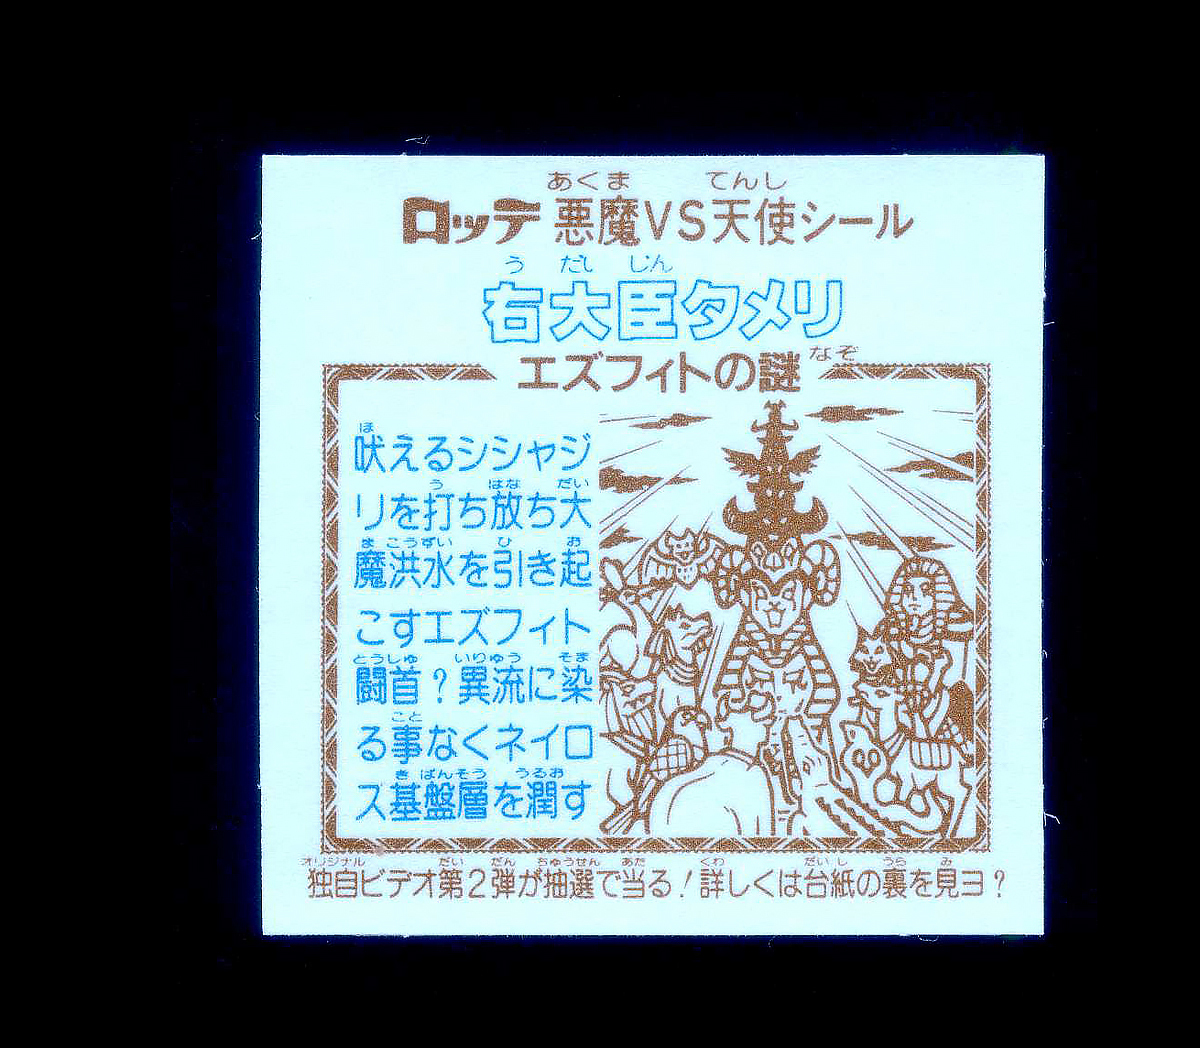 ロッテ 悪魔VS天使シール
右大臣タメリ
エズフィトの謎
吠えるシシャジ
リを打ち放ち大
魔洪水を引き起
こすエズフィト
闘首?異流に染
る事なくネイロ
ス基盤層を潤す
独自ビデオ第2弾が抽選で当る!詳しくは台紙の裏を見ヨ?